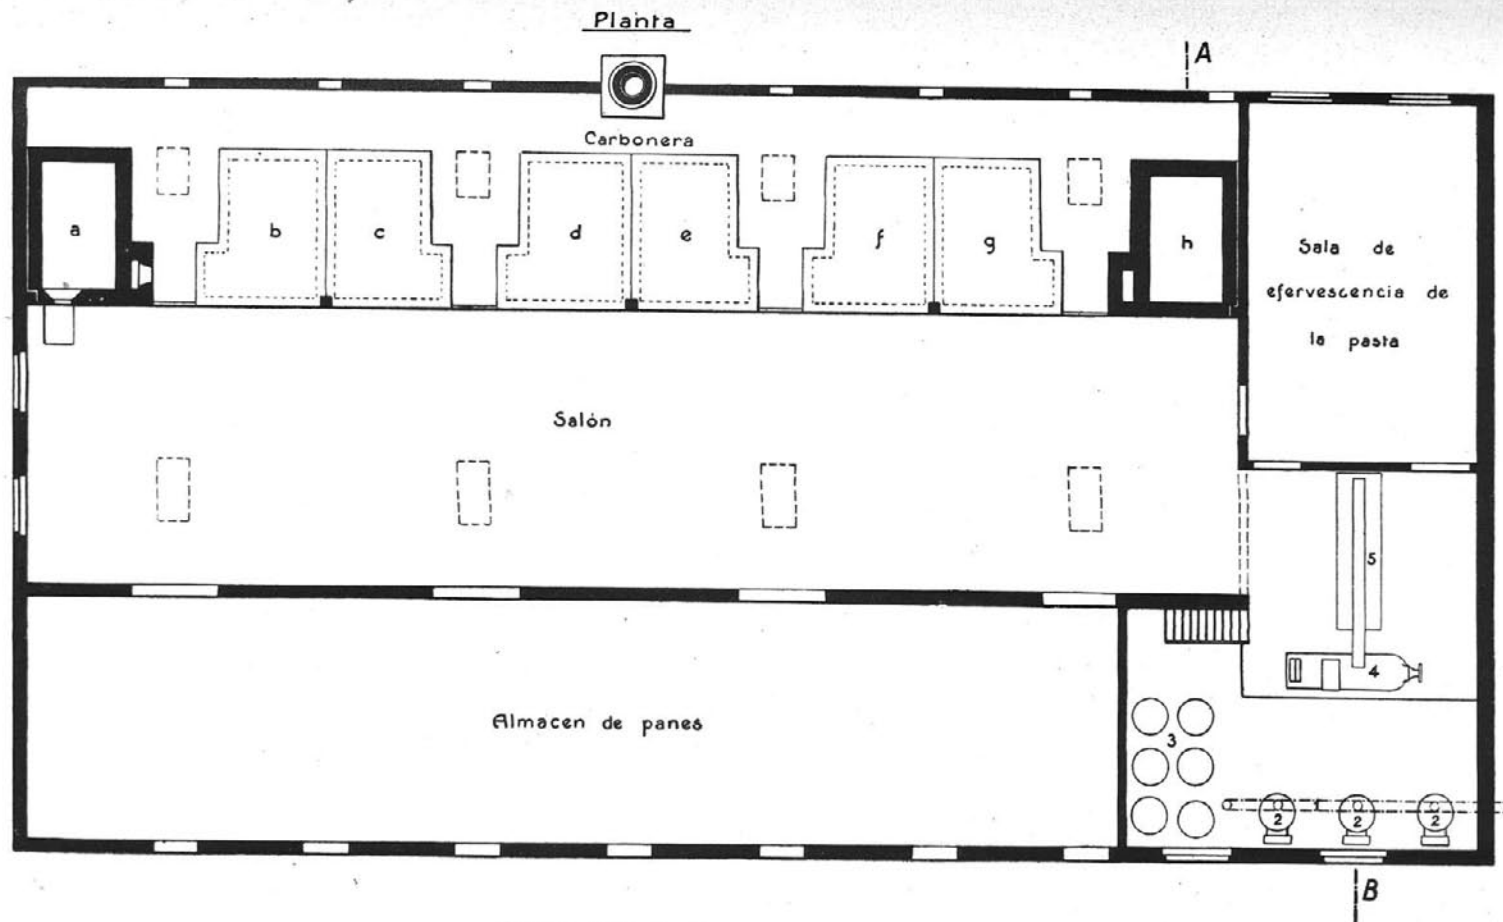 Planta
A
Carbonera
a
b
c
d
e
f
g
h
Sala de
efervescencia de
la pasta
Salón
5
4
Almacen de panes
3
2
2
2
B